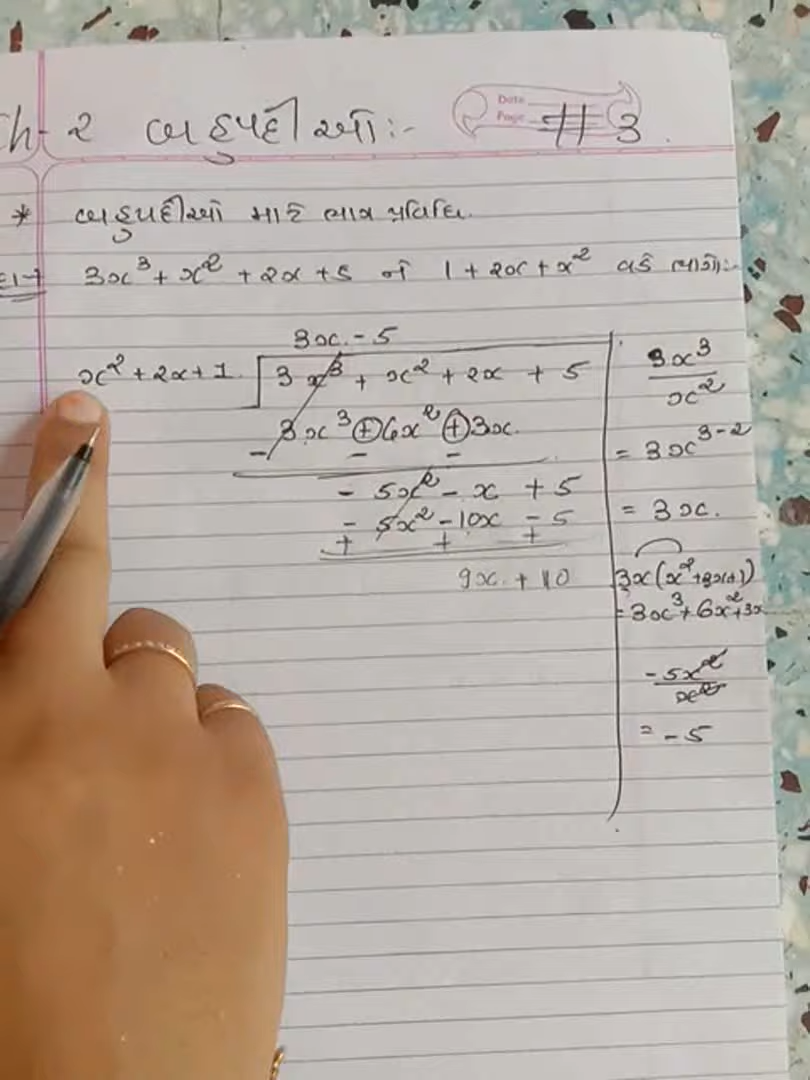 Ch-2 બહુપદીઓ:-
Date
Page #3
* બહુપદીઓ માટે ભાગ પ્રવિધિ.
3x³ + x² + 2x + 5 ને 1 + 2x + x² વડે ભાગો:-
3x - 5
x² + 2x + 1 3x³ + x² + 2x + 5
3x³ + 6x² + 3x
- - -
- 5x² - x + 5
- 5x² - 10x - 5
+ + +
9x + 10
3x³
x²
= 3x³⁻²
= 3x.
3x(x²+2x+1)
= 3x³+6x²+3x
-5x²
x²
= -5